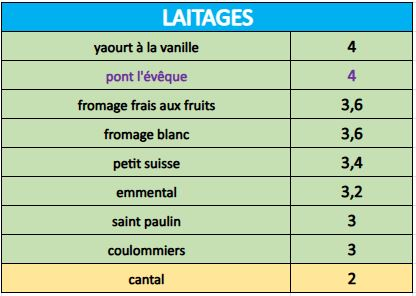 LAITAGES
yaourt à la vanille 4
pont l'évêque 4
fromage frais aux fruits 3,6
fromage blanc 3,6
petit suisse 3,4
emmental 3,2
saint paulin 3
coulommiers 3
cantal 2